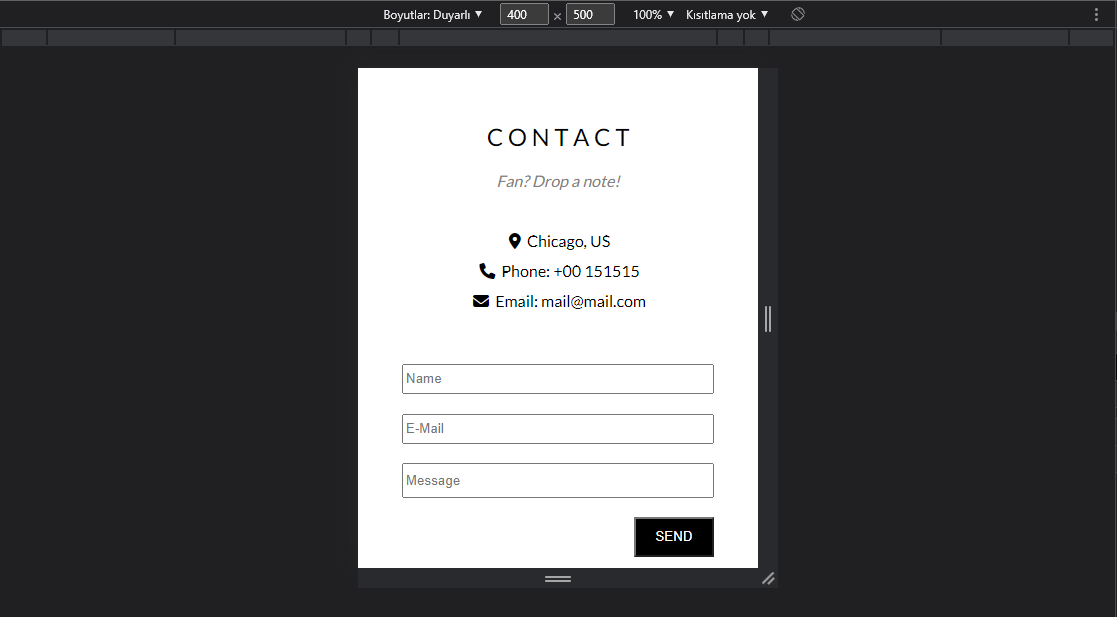 Boyutlar: Duyarlı ▼ 400 × 500 100% ▼ Kısıtlama yok ▼
CONTACT
Fan? Drop a note!
Chicago, US
Phone: +00 151515
Email: mail@mail.com
Name
E-Mail
Message
SEND